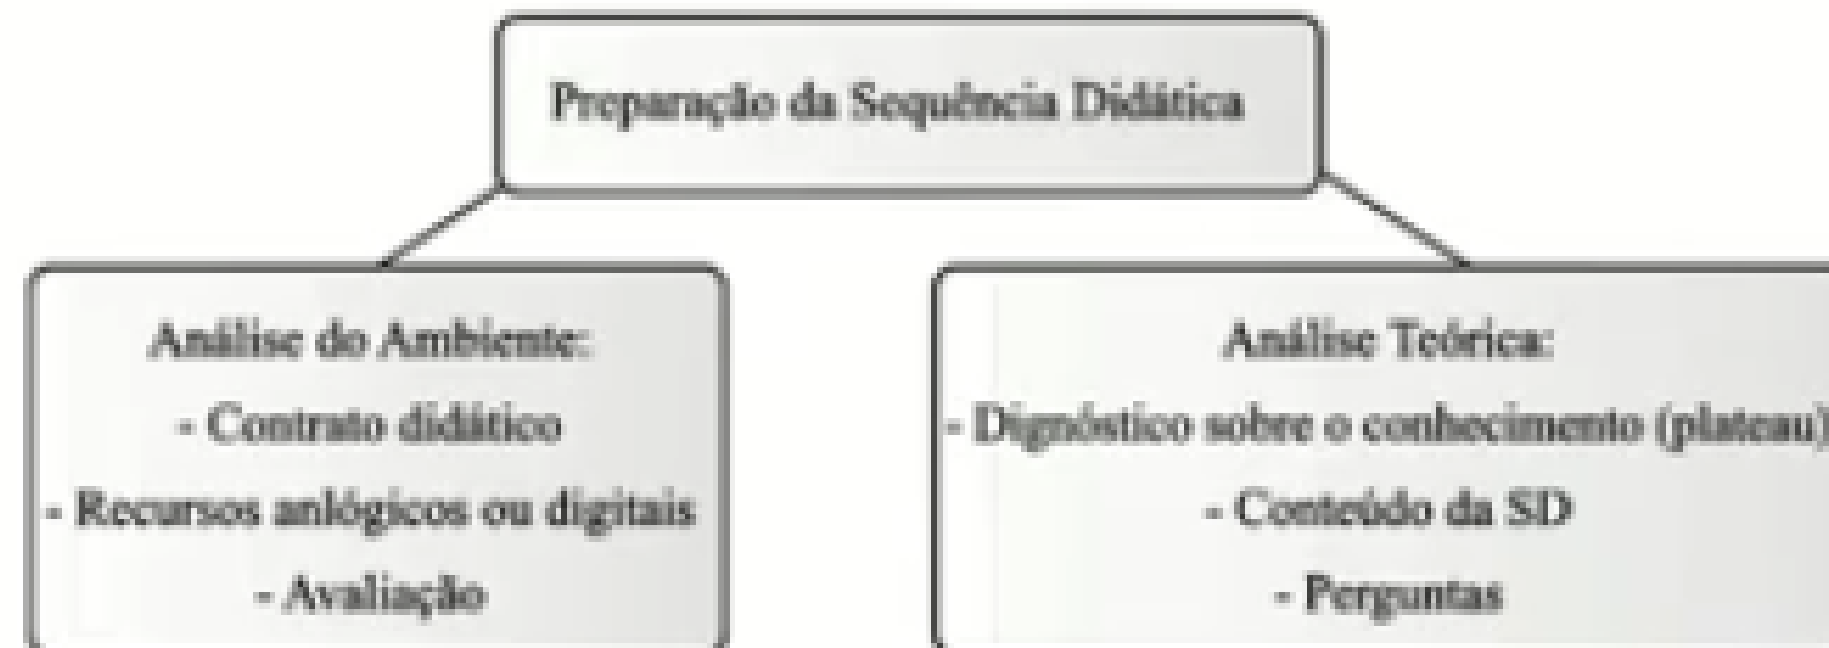 Preparação da Sequência Didática
Análise do Ambiente:
- Contrato didático
- Recursos anlógicos ou digitais
- Avaliação
Análise Teórica:
- Dignóstico sobre o conhecimento (plateau)
- Conteúdo da SD
- Perguntas